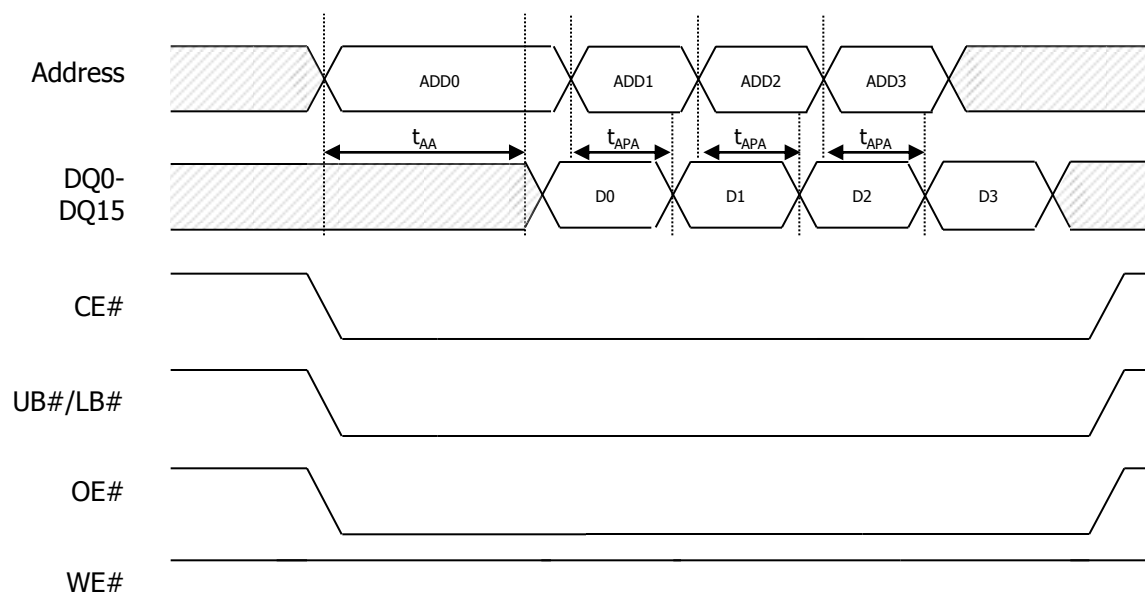 Address
ADD0
ADD1
ADD2
ADD3
tAA
tAPA
tAPA
tAPA
DQ0-
DQ15
D0
D1
D2
D3
CE#
UB#/LB#
OE#
WE#